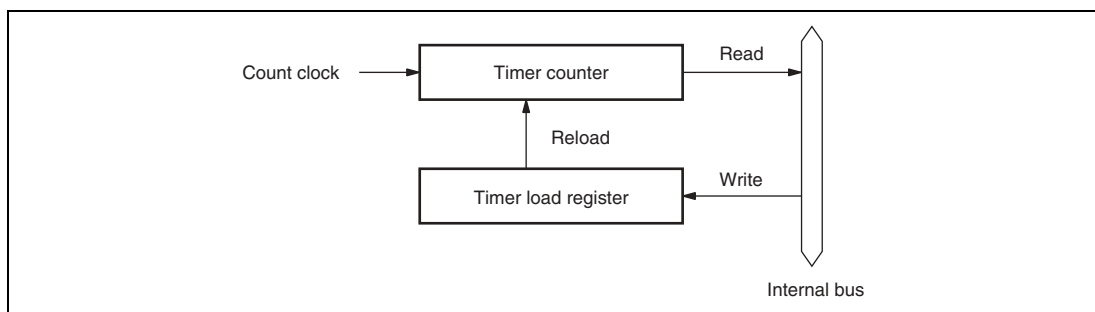 Read
Count clock
Timer counter
Reload
Write
Timer load register
Internal bus